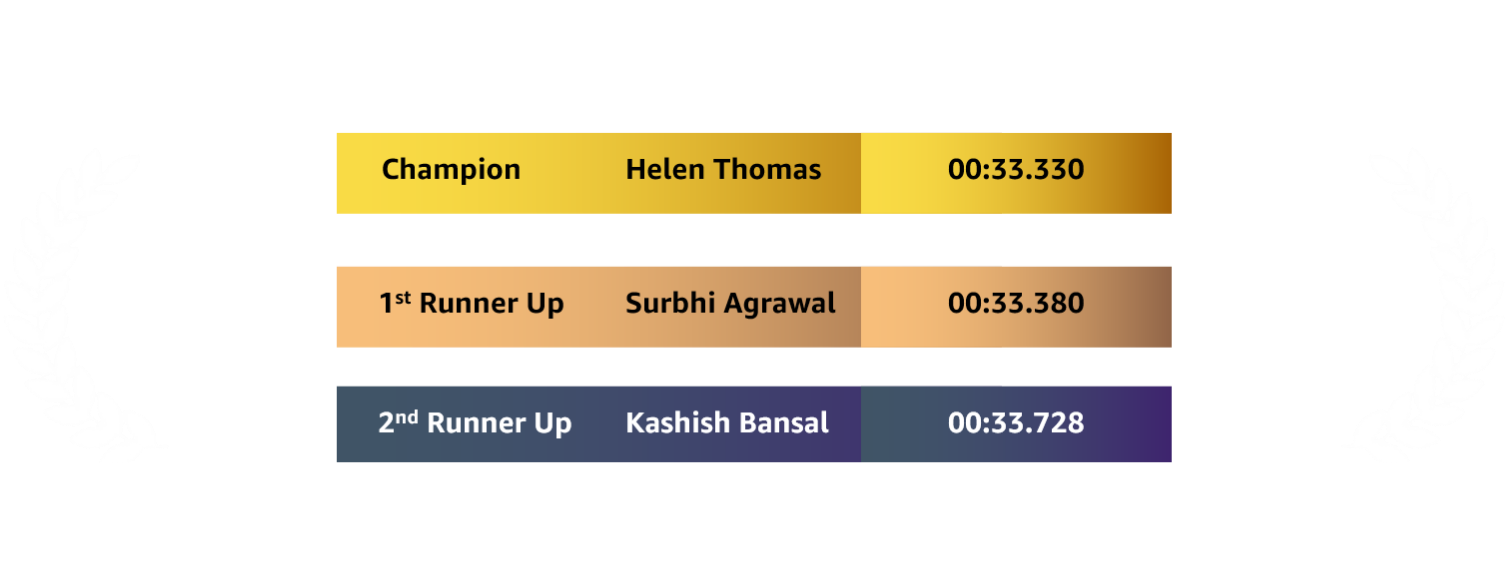 Champion Helen Thomas 00:33.330
1st Runner Up Surbhi Agrawal 00:33.380
2nd Runner Up Kashish Bansal 00:33.728